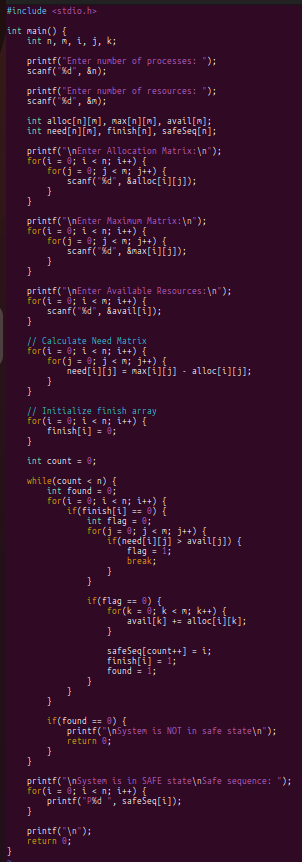 #include <stdio.h>

int main() {
    int n, m, i, j, k;

    printf("Enter number of processes: ");
    scanf("%d", &n);

    printf("Enter number of resources: ");
    scanf("%d", &m);

    int alloc[n][m], max[n][m], avail[m];
    int need[n][m], finish[n], safeSeq[n];

    printf("\nEnter Allocation Matrix:\n");
    for(i = 0; i < n; i++) {
        for(j = 0; j < m; j++) {
            scanf("%d", &alloc[i][j]);
        }
    }

    printf("\nEnter Maximum Matrix:\n");
    for(i = 0; i < n; i++) {
        for(j = 0; j < m; j++) {
            scanf("%d", &max[i][j]);
        }
    }

    printf("\nEnter Available Resources:\n");
    for(i = 0; i < m; i++) {
        scanf("%d", &avail[i]);
    }

    // Calculate Need Matrix
    for(i = 0; i < n; i++) {
        for(j = 0; j < m; j++) {
            need[i][j] = max[i][j] - alloc[i][j];
        }
    }

    // Initialize finish array
    for(i = 0; i < n; i++) {
        finish[i] = 0;
    }

    int count = 0;

    while(count < n) {
        int found = 0;
        for(i = 0; i < n; i++) {
            if(finish[i] == 0) {
                int flag = 0;
                for(j = 0; j < m; j++) {
                    if(need[i][j] > avail[j]) {
                        flag = 1;
                        break;
                    }
                }

                if(flag == 0) {
                    for(k = 0; k < m; k++) {
                        avail[k] += alloc[i][k];
                    }

                    safeSeq[count++] = i;
                    finish[i] = 1;
                    found = 1;
                }
            }
        }

        if(found == 0) {
            printf("\nSystem is NOT in safe state\n");
            return 0;
        }
    }

    printf("\nSystem is in SAFE state\nSafe sequence: ");
    for(i = 0; i < n; i++) {
        printf("P%d ", safeSeq[i]);
    }

    printf("\n");
    return 0;
}